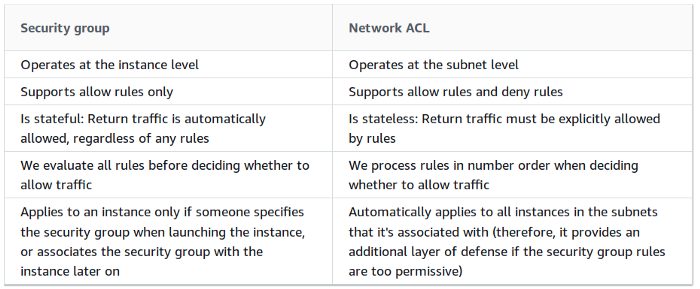 Security group
Network ACL
Operates at the instance level
Operates at the subnet level
Supports allow rules only
Supports allow rules and deny rules
Is stateful: Return traffic is automatically
allowed, regardless of any rules
Is stateless: Return traffic must be explicitly allowed
by rules
We evaluate all rules before deciding whether to
allow traffic
We process rules in number order when deciding
whether to allow traffic
Applies to an instance only if someone specifies
the security group when launching the instance,
or associates the security group with the
instance later on
Automatically applies to all instances in the subnets
that it's associated with (therefore, it provides an
additional layer of defense if the security group rules
are too permissive)